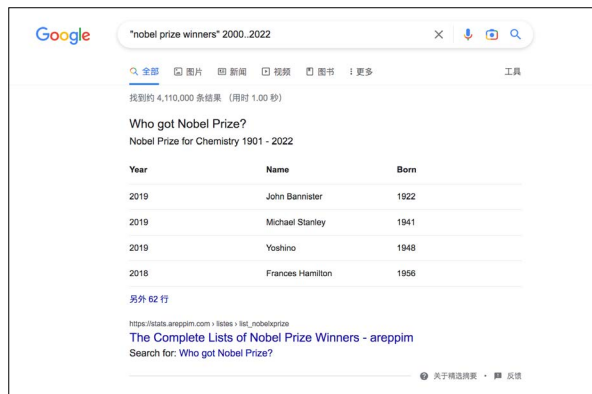 Google
"nobel prize winners" 2000..2022
全部 图片 新闻 视频 图书 更多 工具
找到约 4,110,000 条结果 （用时 1.00 秒）
Who got Nobel Prize?
Nobel Prize for Chemistry 1901 - 2022
Year Name Born
2019 John Bannister 1922
2019 Michael Stanley 1941
2019 Yoshino 1948
2018 Frances Hamilton 1956
另外 62 行
https://stats.areppim.com › listes › list_nobelxprize
The Complete Lists of Nobel Prize Winners - areppim
Search for: Who got Nobel Prize?
关于精选摘要 • 反馈